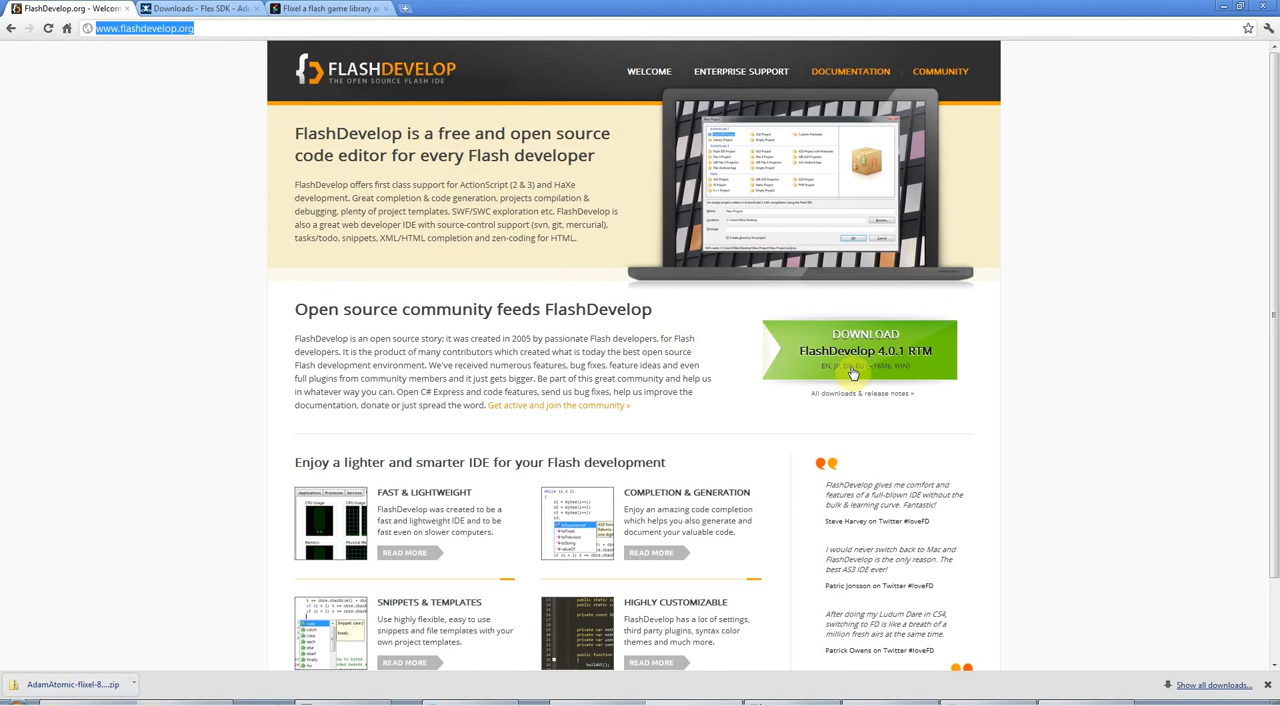 FlashDevelop.org - Welcom
Downloads - Flex SDK - Ado
Flixel a flash game library a
www.flashdevelop.org
FLASHDEVELOP
THE OPEN SOURCE FLASH IDE
WELCOME
ENTERPRISE SUPPORT
DOCUMENTATION
COMMUNITY
FlashDevelop is a free and open source
code editor for every Flash developer
FlashDevelop offers first class support for ActionScript (2 & 3) and HaXe
development. Great completion & code generation, projects compilation &
debugging, plenty of project templates, SWF/SWC exploration etc. FlashDevelop is
also a great web developer IDE with source-control support (svn, git, mercurial),
tasks/todo, snippets, XML/HTML completion and zen-coding for HTML.
Open source community feeds FlashDevelop
FlashDevelop is an open source story; it was created in 2005 by passionate Flash developers, for Flash
developers. It is the product of many contributors which created what is today the best open source
Flash development environment. We've received numerous features, bug fixes, feature ideas and even
full plugins from community members and it just gets bigger. Be part of this great community and help us
in whatever way you can. Open C# Express and code features, send us bug fixes, help us improve the
documentation, donate or just spread the word. Get active and join the community »
DOWNLOAD
FlashDevelop 4.0.1 RTM
EN, JP, DE, EU (~16Mb, WIN)
All downloads & release notes »
Enjoy a lighter and smarter IDE for your Flash development
FAST & LIGHTWEIGHT
FlashDevelop was created to be a
fast and lightweight IDE and to be
fast even on slower computers.
READ MORE
COMPLETION & GENERATION
Enjoy an amazing code completion
which helps you also generate and
document your valuable code.
READ MORE
SNIPPETS & TEMPLATES
Use highly flexible, easy to use
snippets and file templates with your
own project templates.
READ MORE
HIGHLY CUSTOMIZABLE
FlashDevelop has a lot of settings,
third party plugins, syntax color
themes and much more.
READ MORE
FlashDevelop gives me comfort and
features of a full-blown IDE without the
bulk & learning curve. Fantastic!
Steve Harvey on Twitter #loveFD
I would never switch back to Mac and
FlashDevelop is the only reason. The
best AS3 IDE ever!
Patric Jonsson on Twitter #loveFD
After doing my Ludum Dare in CS4,
switching to FD is like a breath of a
million fresh airs at the same time.
Patrick Owens on Twitter #loveFD
AdamAtomic-flixel-8....zip
Show all downloads...